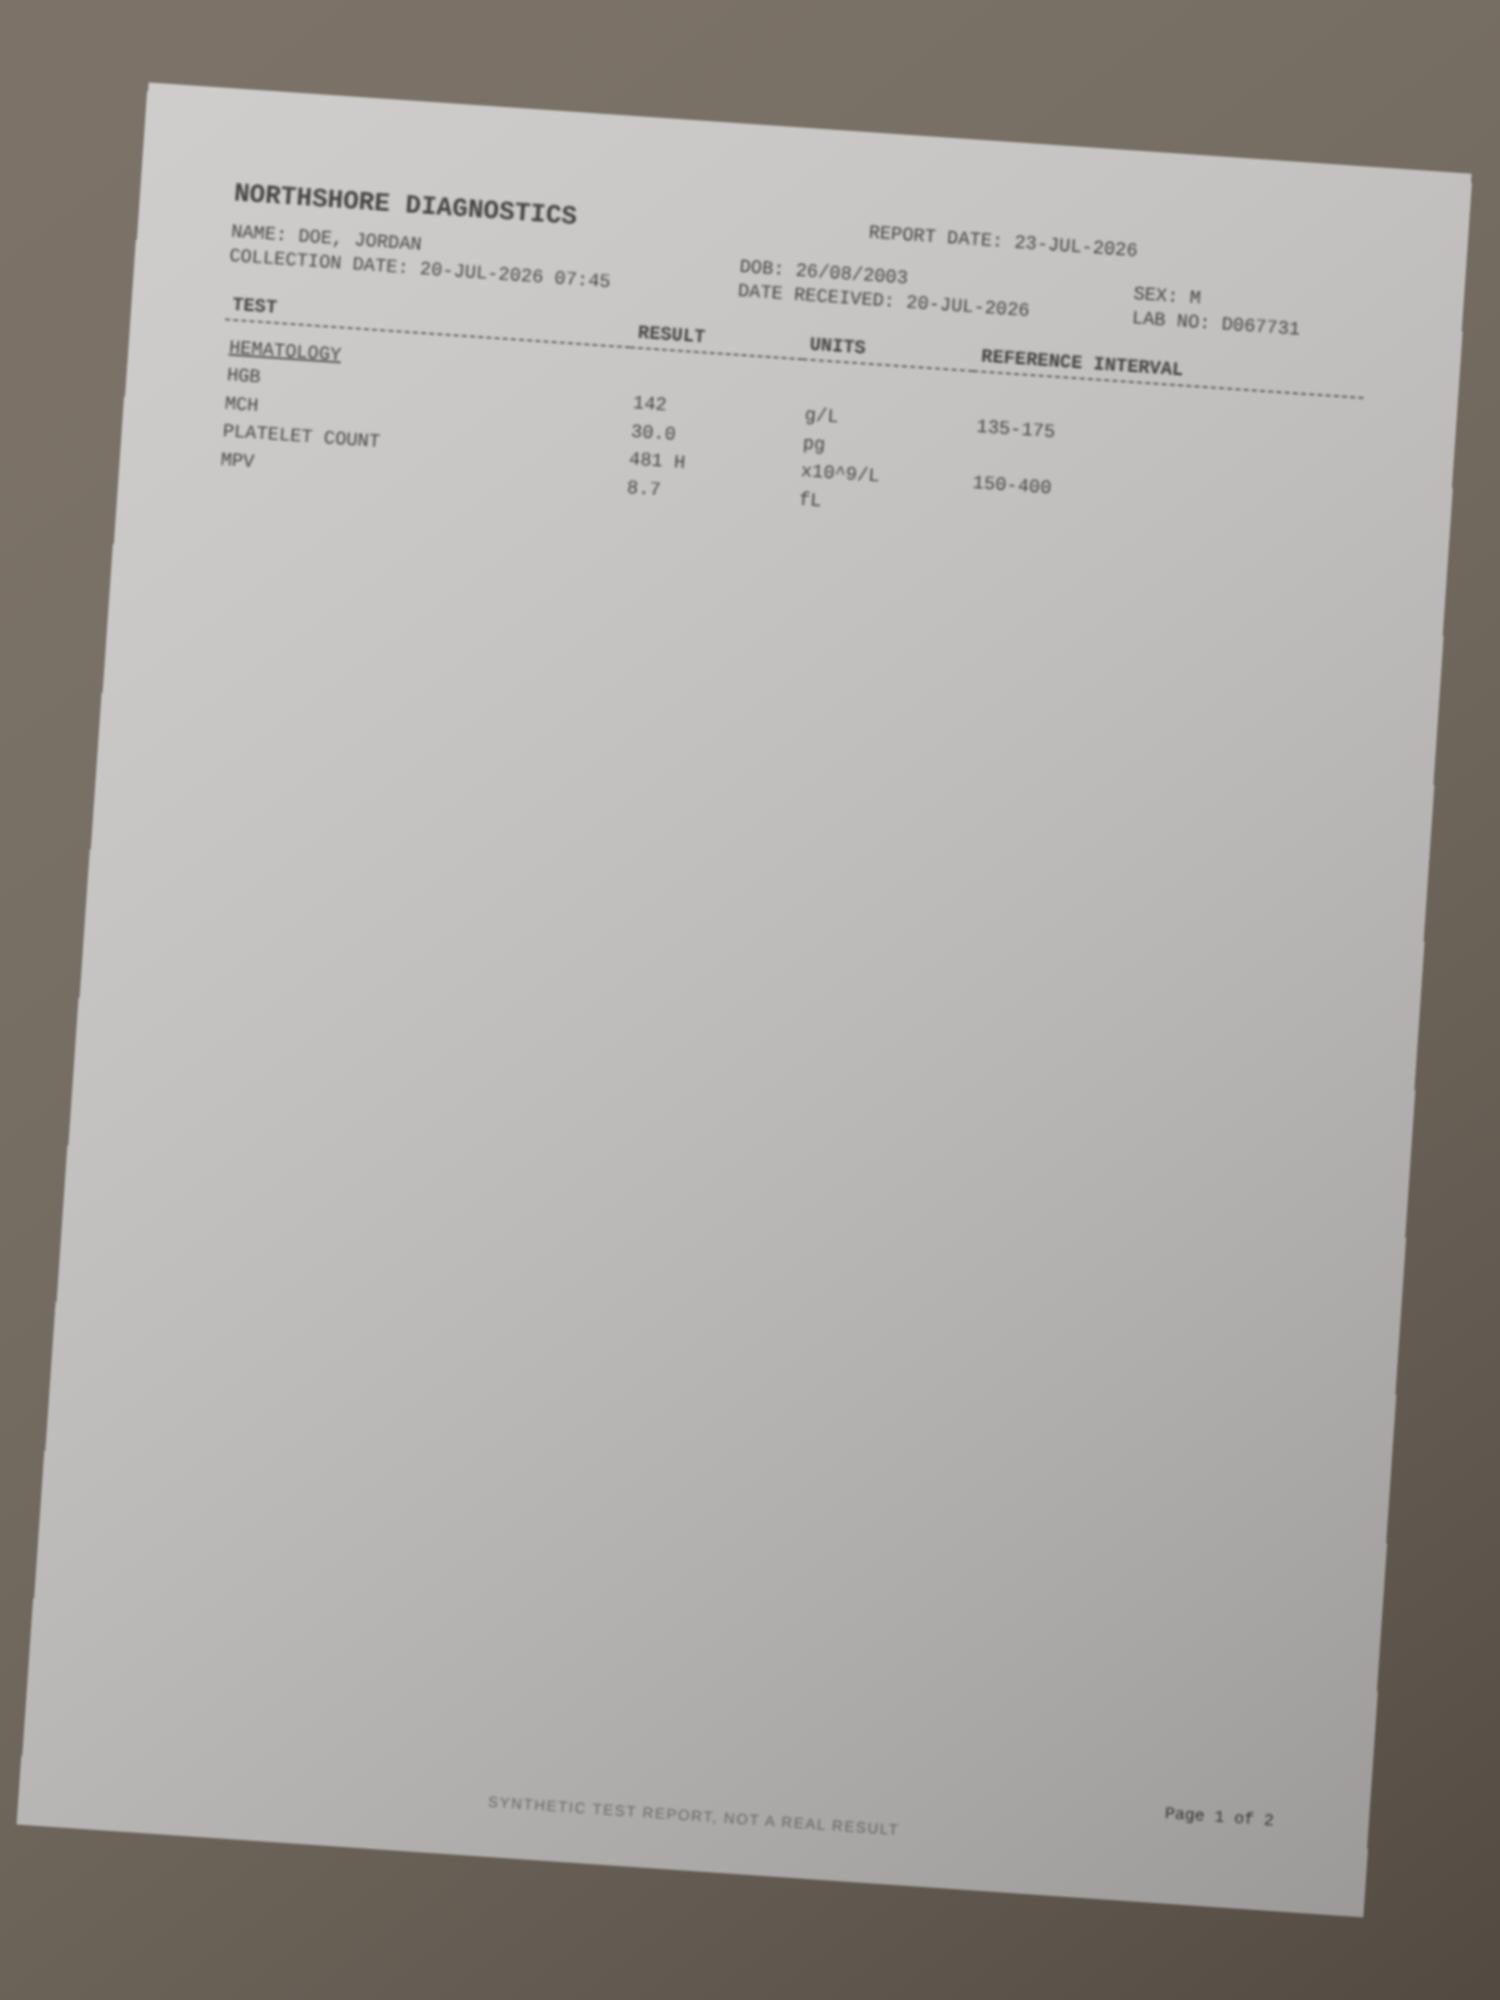 NORTHSHORE DIAGNOSTICS
REPORT DATE: 23-JUL-2026
NAME: DOE, JORDAN DOB: 26/08/2003 SEX: M
COLLECTION DATE: 20-JUL-2026 07:45 DATE RECEIVED: 20-JUL-2026 LAB NO: D067731
TEST RESULT UNITS REFERENCE INTERVAL
HEMATOLOGY
HGB 142 g/L 135-175
MCH 30.0 pg
PLATELET COUNT 481 H x10^9/L 150-400
MPV 8.7 fL
SYNTHETIC TEST REPORT, NOT A REAL RESULT
Page 1 of 2